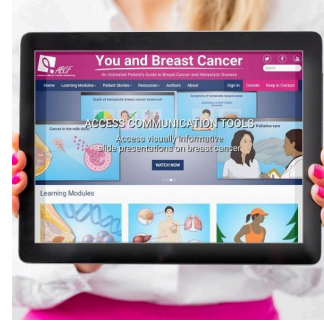 ABCF
You and Breast Cancer
An Animated Patient's Guide to Breast Cancer and Metastatic Disease
Home Learning Modules Patient Stories Resources Authors About Sign In Donate Keep in Contact
ACCESS COMMUNICATION TOOLS
Access visually informative
slide presentations on breast cancer
WATCH NOW
Learning Modules